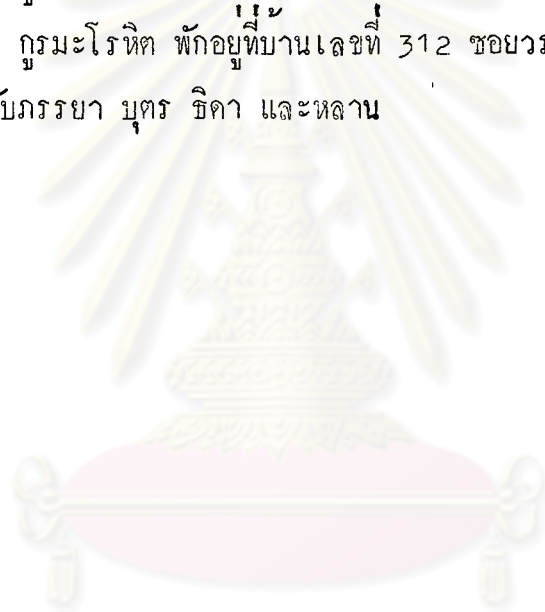 กูรมะโรหิต พักอยู่ที่บ้านเลขที่ 312 ซอยวร
บภรรยา บุตร ธิดา และหลาน